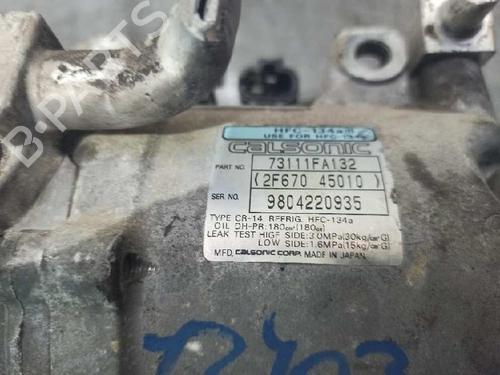 HFC-134a
USE FOR HFC-134a
calsonic
PART NO. 73111FA132
(2F670 45010)
SER.NO. 9804220935
TYPE CR-14 REFRIG. HFC-134a
OIL DH-PR:180cm³(180cc)
LEAK TEST HIGH SIDE:3.0MPa(30kg/cm²G)
LOW SIDE:1.6MPa(15kg/cm²G)
MFD. CALSONIC CORP. MADE IN JAPAN.